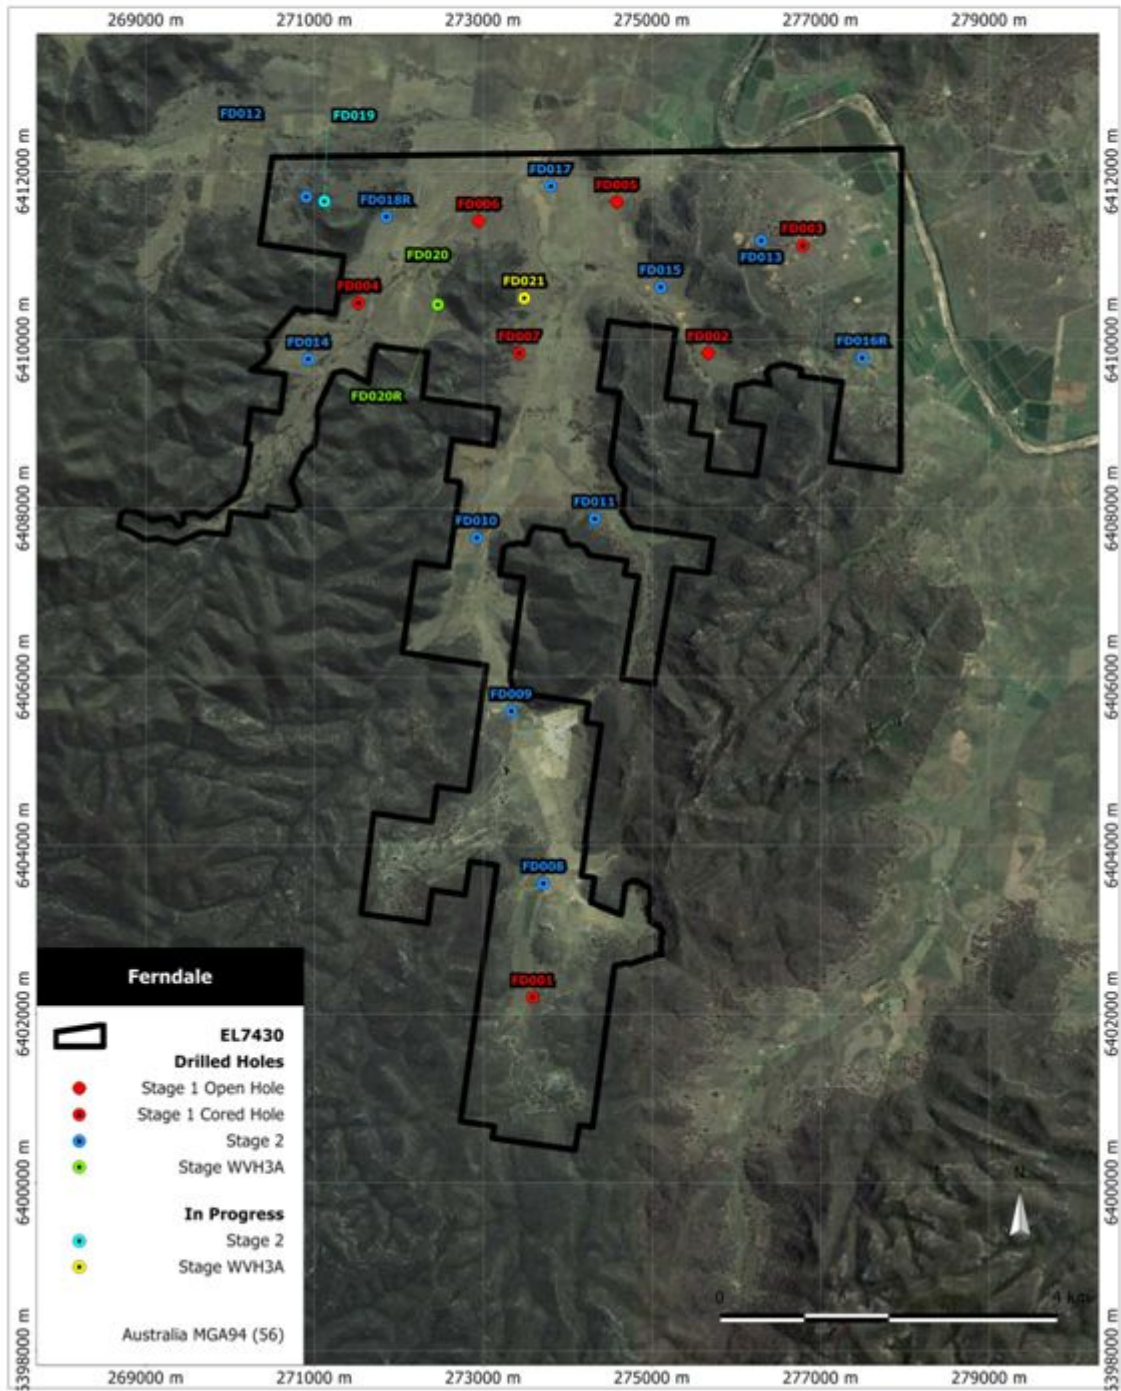 269000 m 271000 m 273000 m 275000 m 277000 m 279000 m
FD012 FD019
6412000 m 6412000 m
FD017
FD018R FD006 FD005
FD003
FD020 FD013
FD021 FD015
FD004
6410000 m 6410000 m
FD014 FD007 FD002 FD016R
FD020R
6408000 m 6408000 m
FD010 FD011
6406000 m 6406000 m
FD009
6404000 m 6404000 m
FD008
FD001
6402000 m 6402000 m
Ferndale
EL7430
Drilled Holes
Stage 1 Open Hole
Stage 1 Cored Hole
Stage 2
Stage WVH3A
6400000 m 6400000 m
N
In Progress
Stage 2
Stage WVH3A
0 4
Australia MGA94 (56)
6398000 m 6398000 m
269000 m 271000 m 273000 m 275000 m 277000 m 279000 m